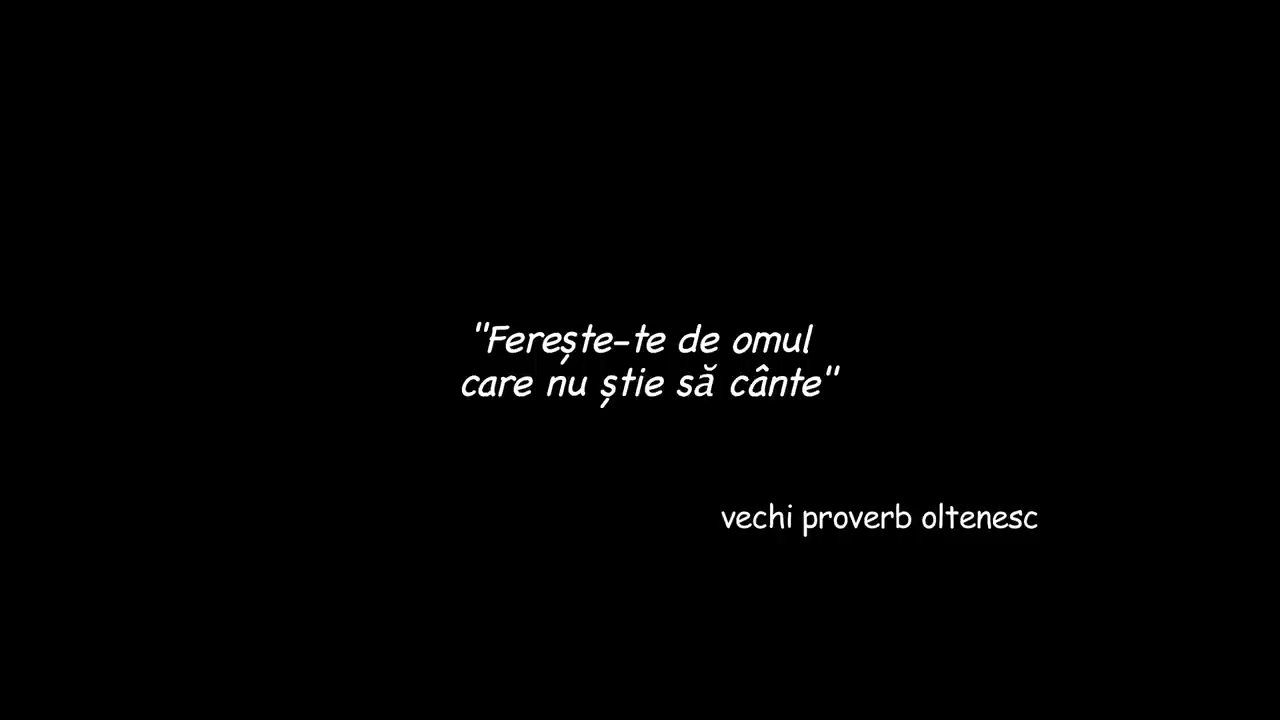 "Ferește-te de omul
care nu știe să cânte"
vechi proverb oltenesc